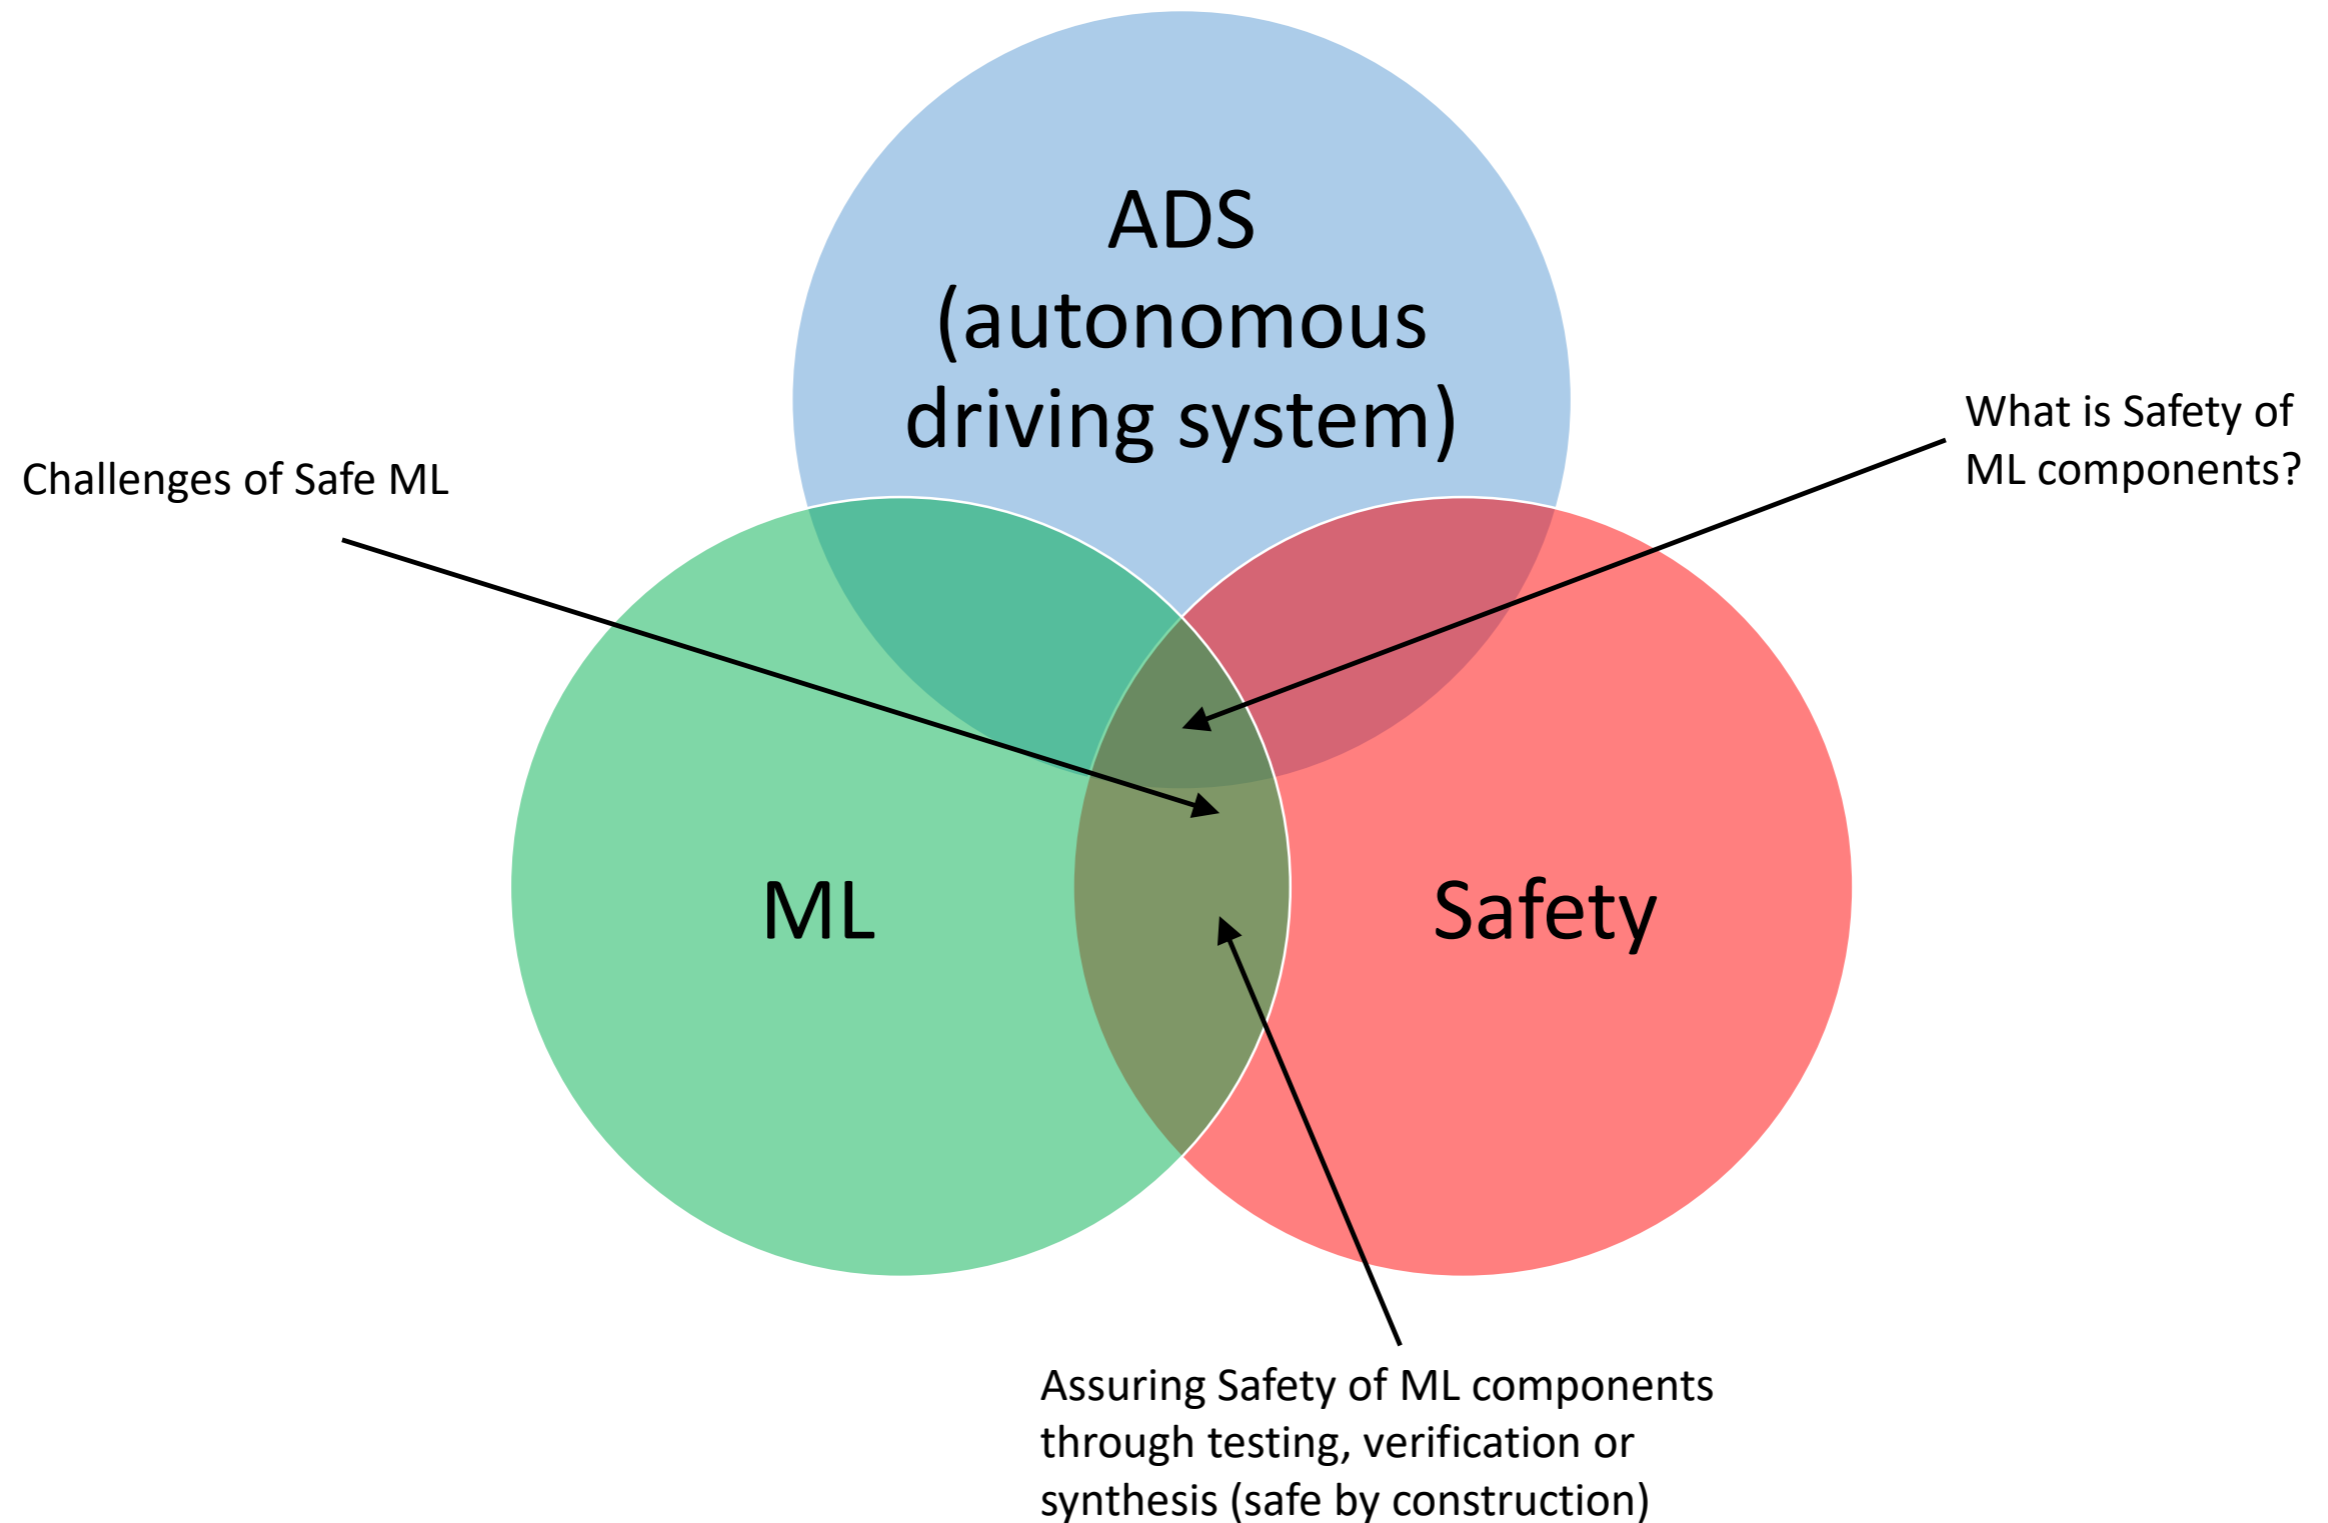 ADS
(autonomous
driving system)
What is Safety of
ML components?
Challenges of Safe ML
ML
Safety
Assuring Safety of ML components
through testing, verification or
synthesis (safe by construction)